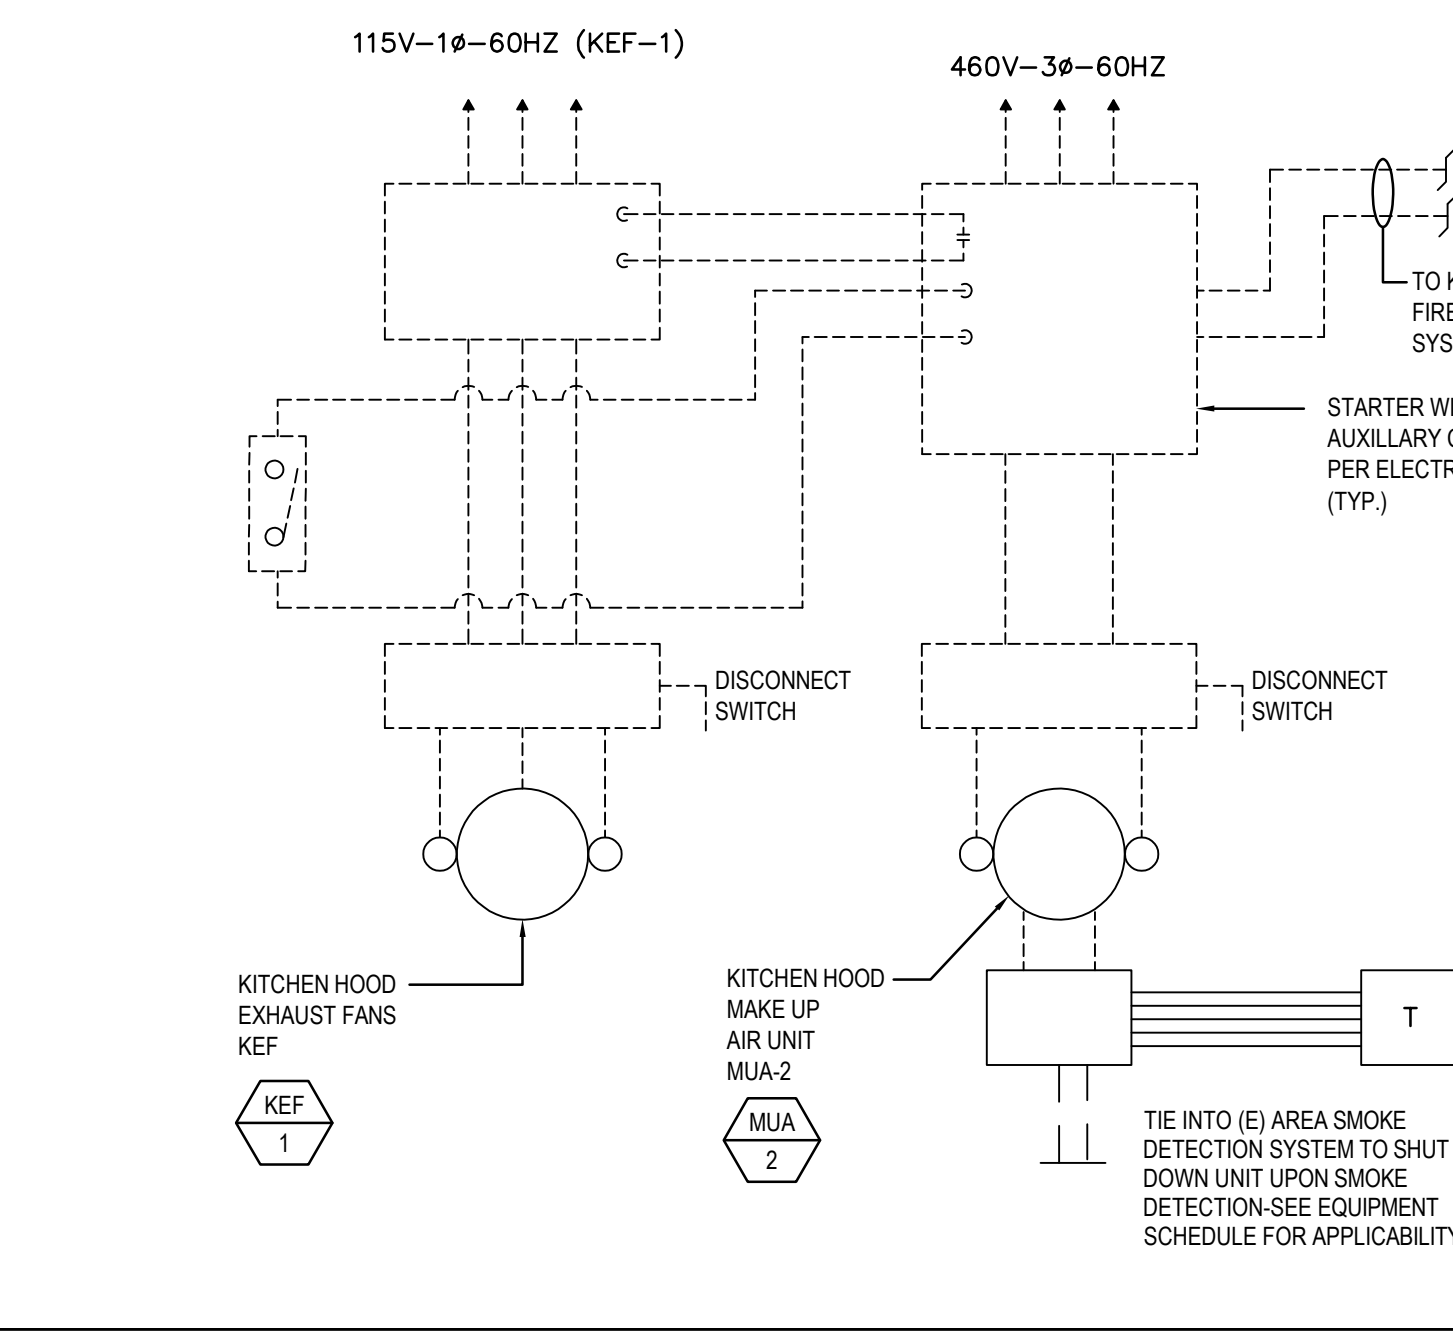 115V-1ø-60HZ (KEF-1)
460V-3ø-60HZ
TO
FIRE
SYS
STARTER
AUXILLARY
PER ELECTR
(TYP.)
DISCONNECT
SWITCH
DISCONNECT
SWITCH
KITCHEN HOOD
EXHAUST FANS
KEF
KEF
1
KITCHEN HOOD
MAKE UP
AIR UNIT
MUA-2
MUA
2
T
TIE INTO (E) AREA SMOKE
DETECTION SYSTEM TO SHUT
DOWN UNIT UPON SMOKE
DETECTION-SEE EQUIPMENT
SCHEDULE FOR APPLICABILITY